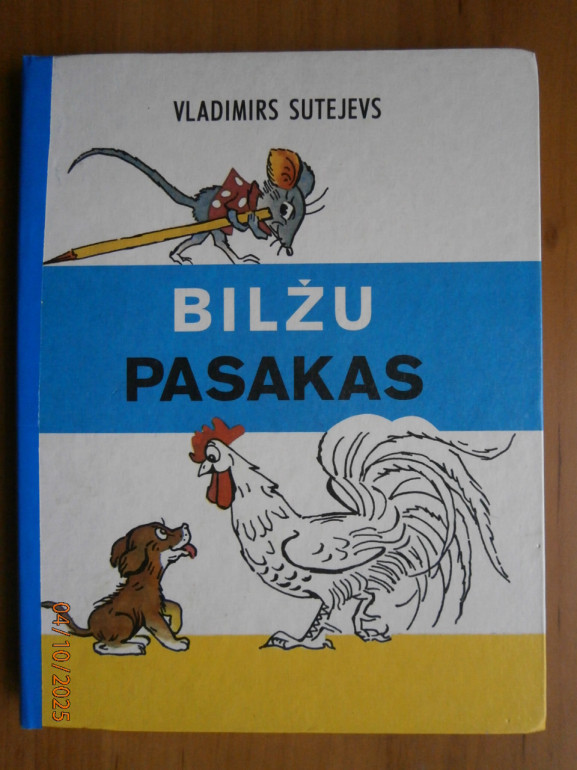 VLADIMIRS SUTEJEVS
BILŽU
PASAKAS
04/10/2025